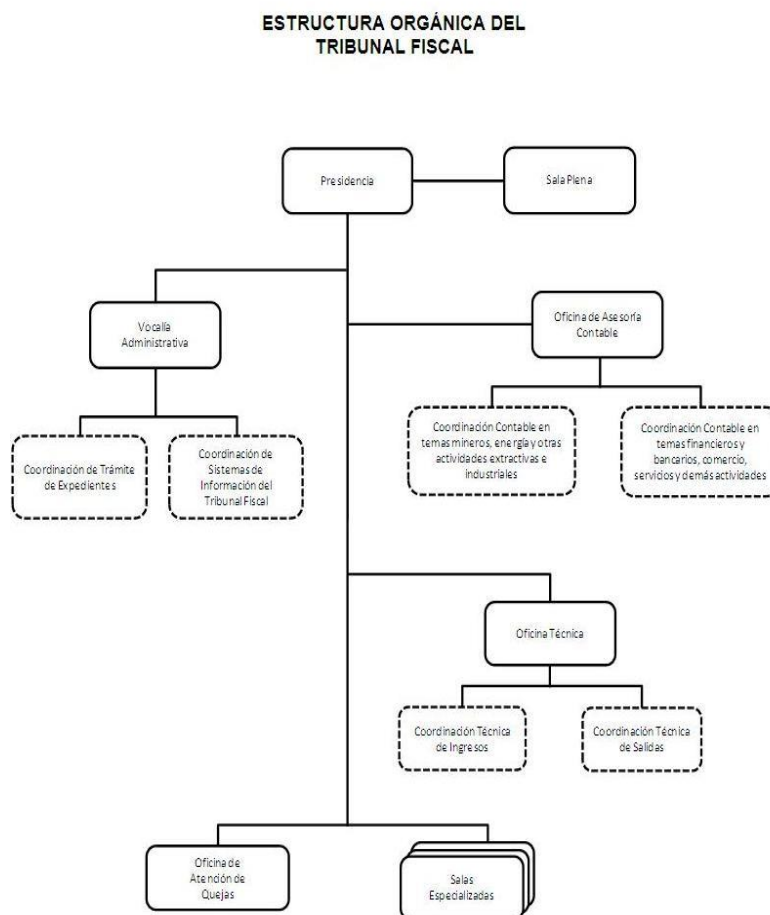 ESTRUCTURA ORGÁNICA DEL
TRIBUNAL FISCAL
Presidencia
Sala Plena
Vocalía
Administrativa
Oficina de Asesoría
Contable
Coordinación de Trámite
de Expedientes
Coordinación de
Sistemas de
Información del
Tribunal Fiscal
Coordinación Contable en
temas mineros, energía y otras
actividades extractivas e
industriales
Coordinación Contable en
temas financieros y
bancarios, comercio,
servicios y demás actividades
Oficina Técnica
Coordinación Técnica
de Ingresos
Coordinación Técnica
de Salidas
Oficina de
Atención de
Quejas
Salas
Especializadas